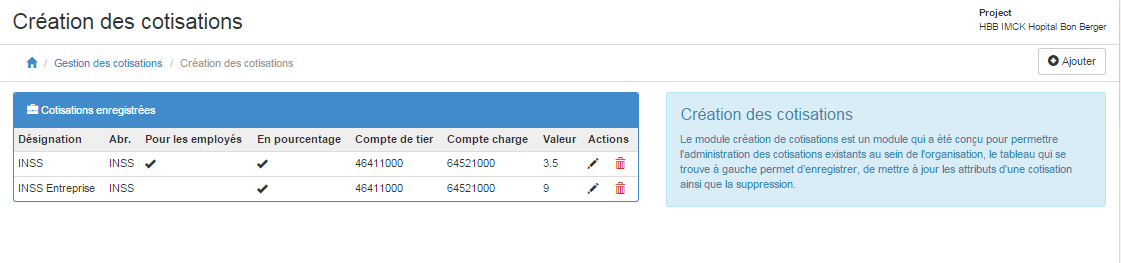 Création des cotisations
Project
HBB IMCK Hopital Bon Berger
/ Gestion des cotisations / Création des cotisations
Ajouter
Cotisations enregistrées
Désignation Abr. Pour les employés En pourcentage Compte de tier Compte charge Valeur Actions
INSS INSS ✔ ✔ 46411000 64521000 3.5
INSS Entreprise INSS ✔ 46411000 64521000 9
Création des cotisations
Le module création de cotisations est un module qui a été conçu pour permettre
l'administration des cotisations existants au sein de l'organisation, le tableau qui se
trouve à gauche permet d'enregistrer, de mettre à jour les attributs d'une cotisation
ainsi que la suppression.